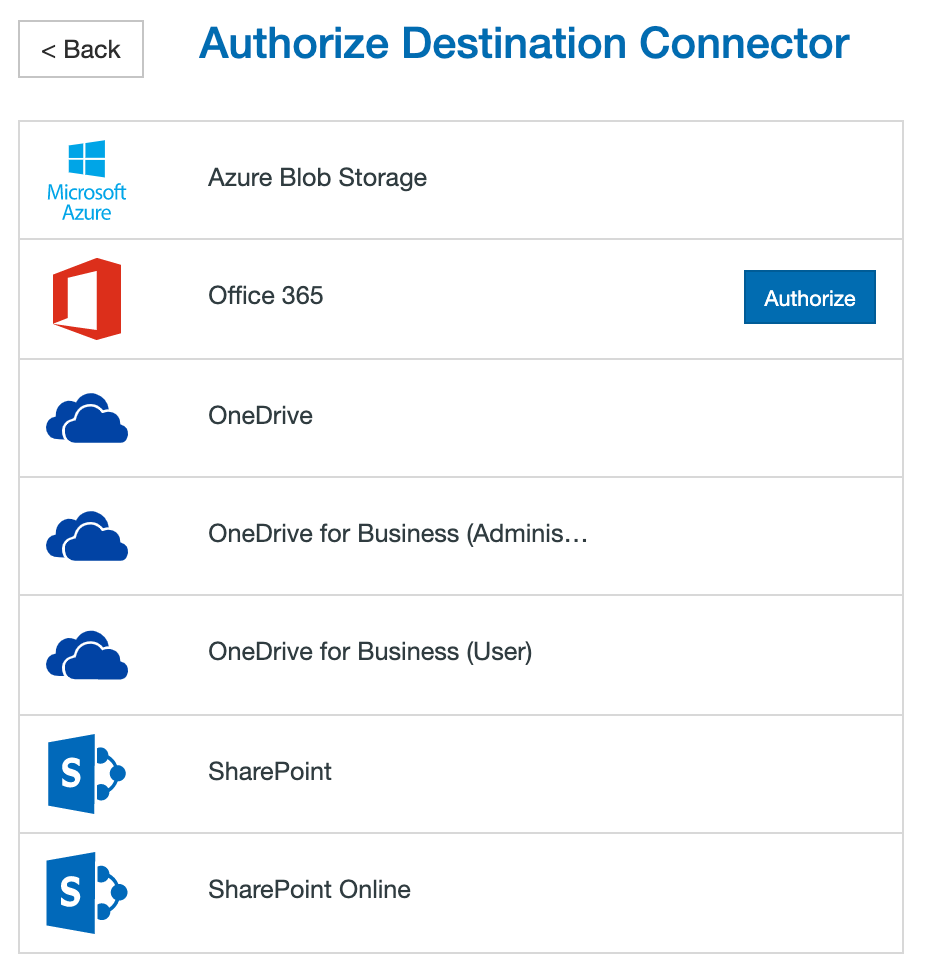 < Back
Authorize Destination Connector
Microsoft
Azure
Azure Blob Storage
Office 365
Authorize
OneDrive
OneDrive for Business (Adminis…
OneDrive for Business (User)
S
SharePoint
S
SharePoint Online